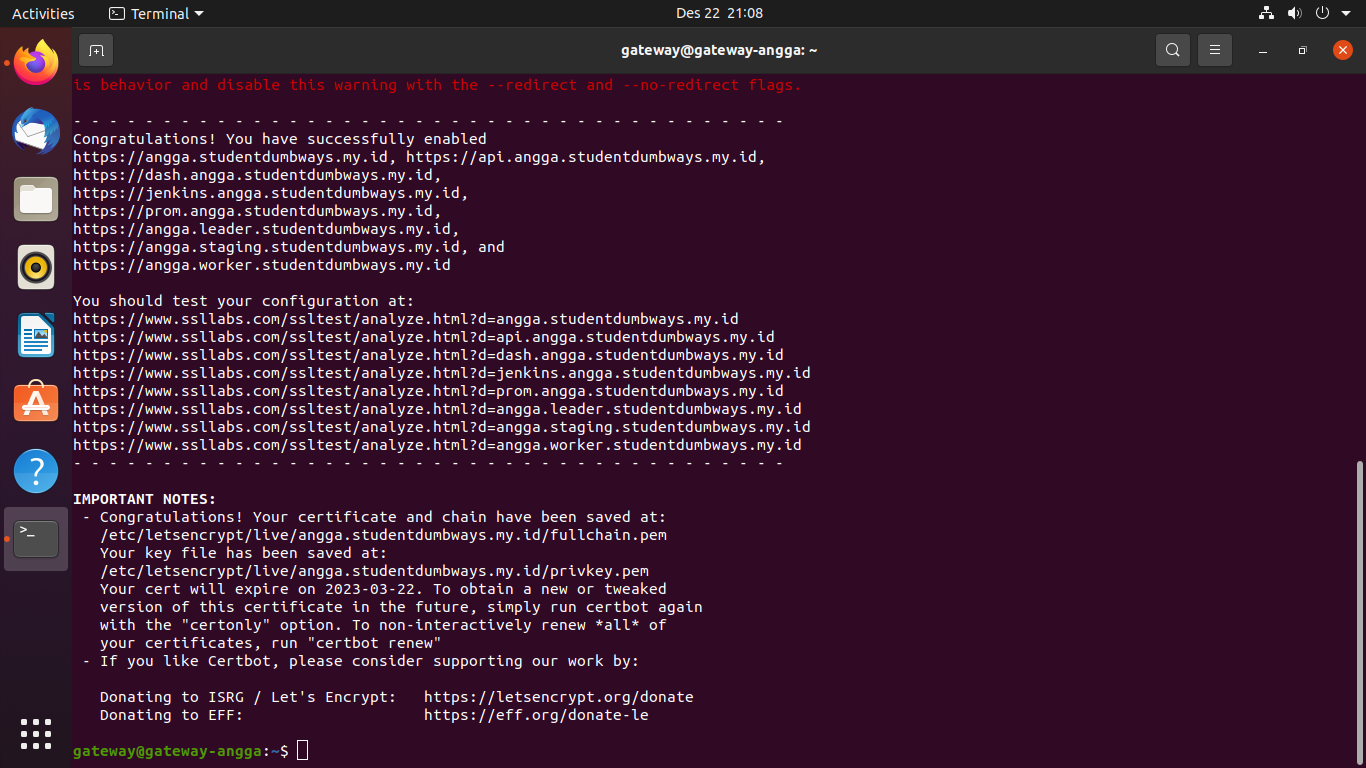 Activities
Terminal
Des 22 21:08
gateway@gateway-angga: ~
is behavior and disable this warning with the --redirect and --no-redirect flags.
- - - - - - - - - - - - - - - - - - - - - - - - - - - - - - - - - - - - - - - -
Congratulations! You have successfully enabled
https://angga.studentdumbways.my.id, https://api.angga.studentdumbways.my.id,
https://dash.angga.studentdumbways.my.id,
https://jenkins.angga.studentdumbways.my.id,
https://prom.angga.studentdumbways.my.id,
https://angga.leader.studentdumbways.my.id,
https://angga.staging.studentdumbways.my.id, and
https://angga.worker.studentdumbways.my.id
You should test your configuration at:
https://www.ssllabs.com/ssltest/analyze.html?d=angga.studentdumbways.my.id
https://www.ssllabs.com/ssltest/analyze.html?d=api.angga.studentdumbways.my.id
https://www.ssllabs.com/ssltest/analyze.html?d=dash.angga.studentdumbways.my.id
https://www.ssllabs.com/ssltest/analyze.html?d=jenkins.angga.studentdumbways.my.id
https://www.ssllabs.com/ssltest/analyze.html?d=prom.angga.studentdumbways.my.id
https://www.ssllabs.com/ssltest/analyze.html?d=angga.leader.studentdumbways.my.id
https://www.ssllabs.com/ssltest/analyze.html?d=angga.staging.studentdumbways.my.id
https://www.ssllabs.com/ssltest/analyze.html?d=angga.worker.studentdumbways.my.id
- - - - - - - - - - - - - - - - - - - - - - - - - - - - - - - - - - - - - - - -
IMPORTANT NOTES:
 - Congratulations! Your certificate and chain have been saved at:
   /etc/letsencrypt/live/angga.studentdumbways.my.id/fullchain.pem
   Your key file has been saved at:
   /etc/letsencrypt/live/angga.studentdumbways.my.id/privkey.pem
   Your cert will expire on 2023-03-22. To obtain a new or tweaked
   version of this certificate in the future, simply run certbot again
   with the "certonly" option. To non-interactively renew *all* of
   your certificates, run "certbot renew"
 - If you like Certbot, please consider supporting our work by:
   Donating to ISRG / Let's Encrypt:   https://letsencrypt.org/donate
   Donating to EFF:                    https://eff.org/donate-le
gateway@gateway-angga:~$